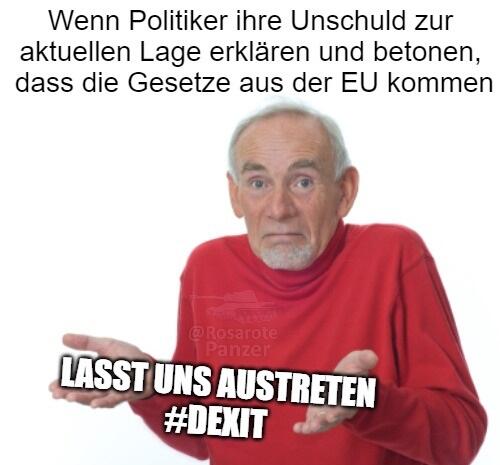 Wenn Politiker ihre Unschuld zur
aktuellen Lage erklären und betonen,
dass die Gesetze aus der EU kommen
@Rosarote
Panzer
LASST UNS AUSTRETEN
#DEXIT